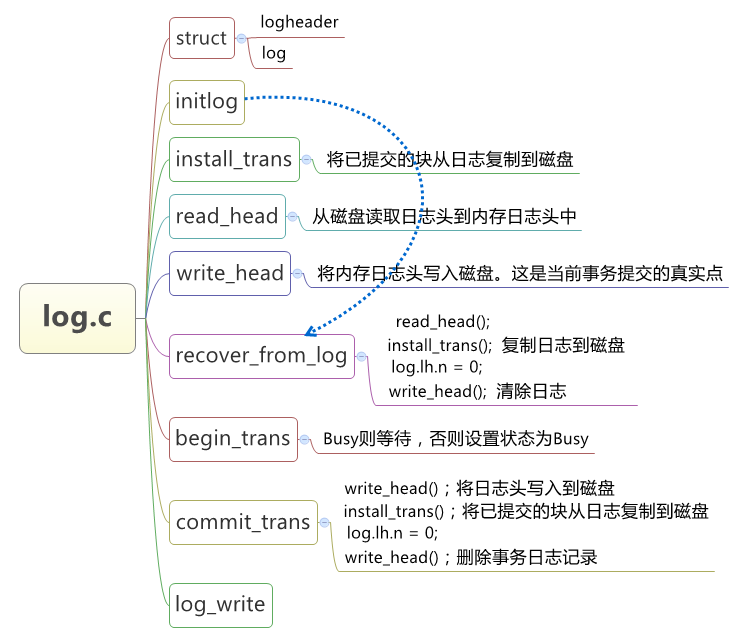 log.c
struct
logheader
log
initlog
install_trans
将已提交的块从日志复制到磁盘
read_head
从磁盘读取日志头到内存日志头中
write_head
将内存日志头写入磁盘。这是当前事务提交的真实点
recover_from_log
read_head();
install_trans(); 复制日志到磁盘
log.lh.n = 0;
write_head(); 清除日志
begin_trans
Busy则等待，否则设置状态为Busy
commit_trans
write_head()；将日志头写入到磁盘
install_trans()；将已提交的块从日志复制到磁盘
log.lh.n = 0;
write_head()；删除事务日志记录
log_write